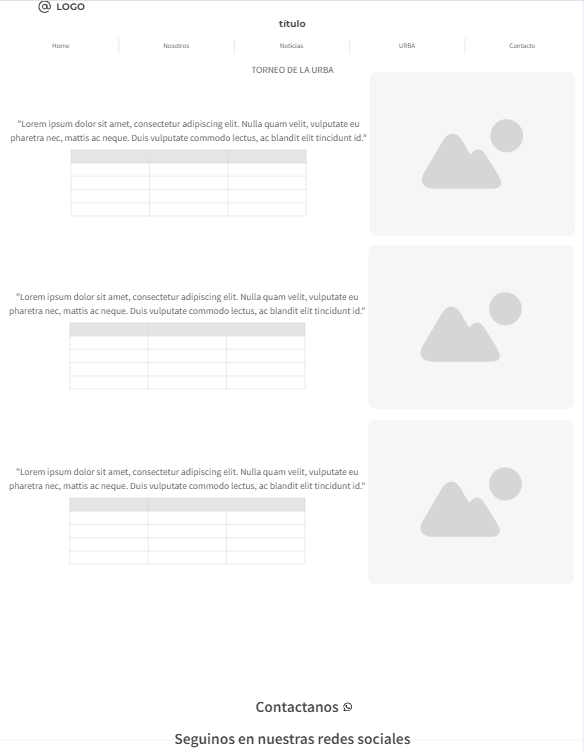 @ LOGO
título
Home Nosotros Noticias URBA Contacto
TORNEO DE LA URBA
"Lorem ipsum dolor sit amet, consectetur adipiscing elit. Nulla quam velit, vulputate eu
pharetra nec, mattis ac neque. Duis vulputate commodo lectus, ac blandit elit tincidunt id."
"Lorem ipsum dolor sit amet, consectetur adipiscing elit. Nulla quam velit, vulputate eu
pharetra nec, mattis ac neque. Duis vulputate commodo lectus, ac blandit elit tincidunt id."
"Lorem ipsum dolor sit amet, consectetur adipiscing elit. Nulla quam velit, vulputate eu
pharetra nec, mattis ac neque. Duis vulputate commodo lectus, ac blandit elit tincidunt id."
Contactanos
Seguinos en nuestras redes sociales